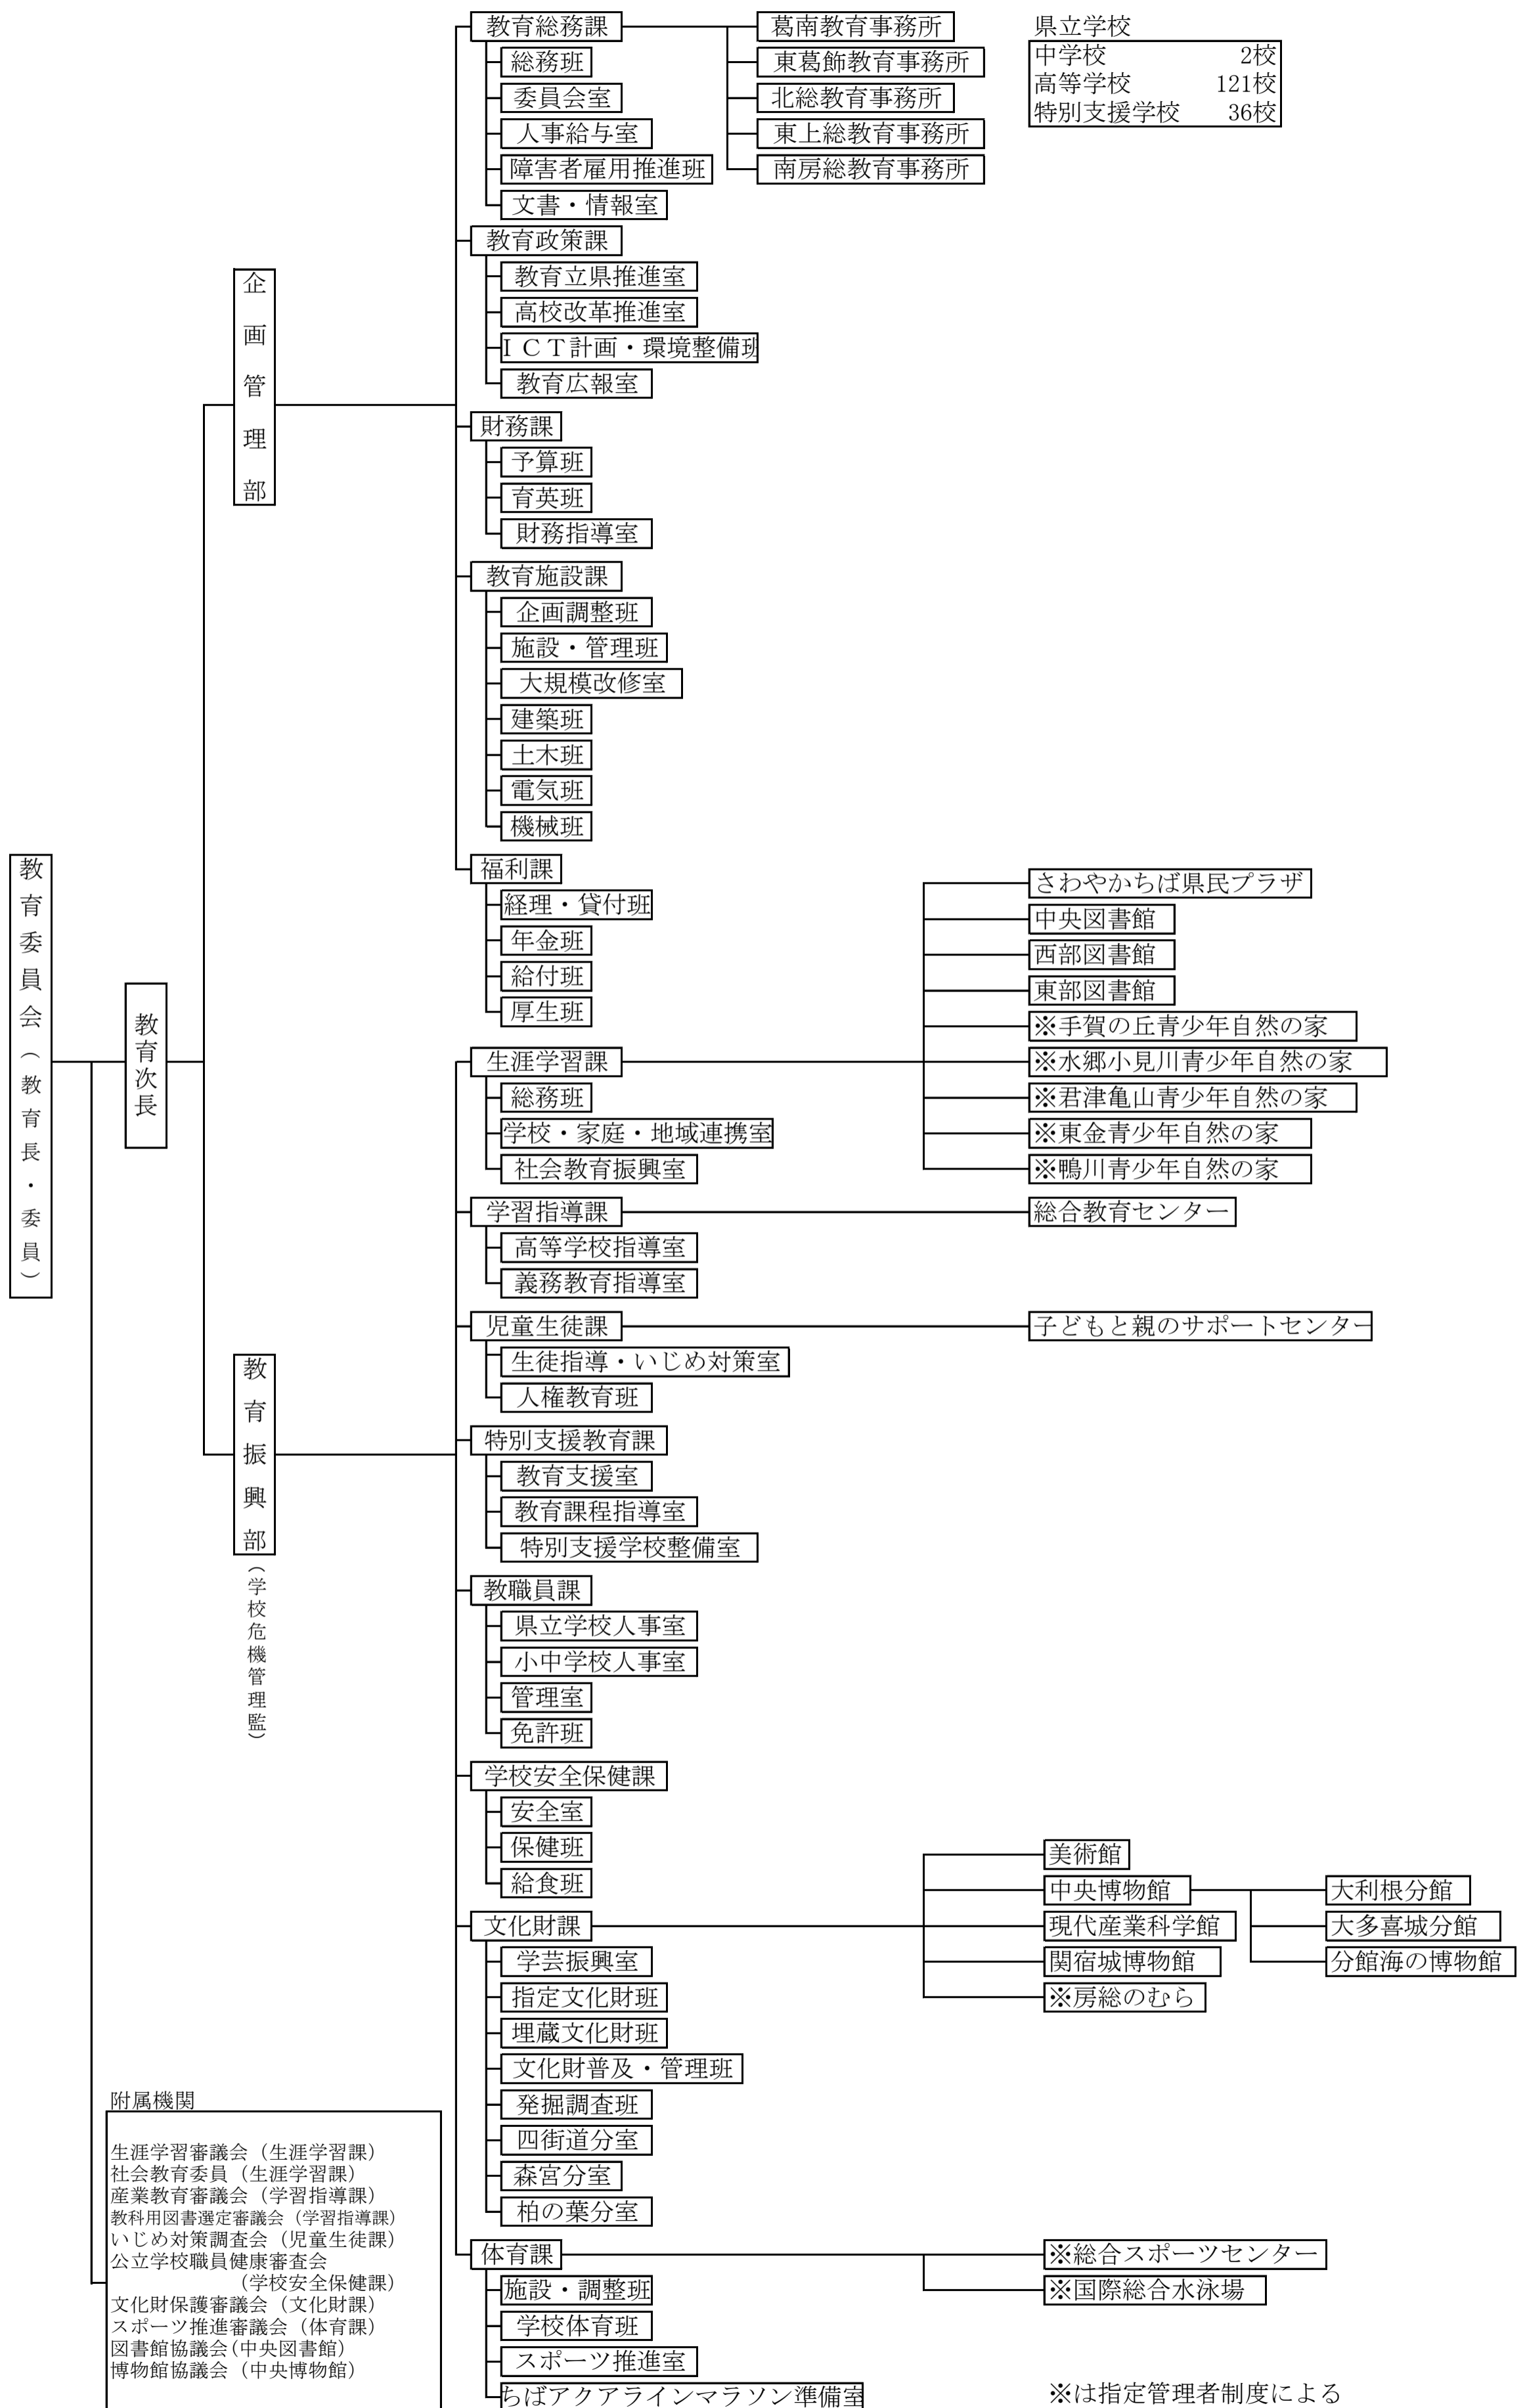 教育委員会（教育長・委員）
教育次長
企画管理部
教育総務課
総務班
委員会室
人事給与室
障害者雇用推進班
文書・情報室
葛南教育事務所
東葛飾教育事務所
北総教育事務所
東上総教育事務所
南房総教育事務所
県立学校
中学校 2校
高等学校 121校
特別支援学校 36校
教育政策課
教育立県推進室
高校改革推進室
ＩＣＴ計画・環境整備班
教育広報室
財務課
予算班
育英班
財務指導室
教育施設課
企画調整班
施設・管理班
大規模改修室
建築班
土木班
電気班
機械班
福利課
経理・貸付班
年金班
給付班
厚生班
教育振興部
（学校危機管理監）
生涯学習課
総務班
学校・家庭・地域連携室
社会教育振興室
さわやかちば県民プラザ
中央図書館
西部図書館
東部図書館
※手賀の丘青少年自然の家
※水郷小見川青少年自然の家
※君津亀山青少年自然の家
※東金青少年自然の家
※鴨川青少年自然の家
学習指導課
高等学校指導室
義務教育指導室
総合教育センター
児童生徒課
生徒指導・いじめ対策室
人権教育班
子どもと親のサポートセンター
特別支援教育課
教育支援室
教育課程指導室
特別支援学校整備室
教職員課
県立学校人事室
小中学校人事室
管理室
免許班
学校安全保健課
安全室
保健班
給食班
文化財課
学芸振興室
指定文化財班
埋蔵文化財班
文化財普及・管理班
発掘調査班
四街道分室
森宮分室
柏の葉分室
美術館
中央博物館
現代産業科学館
関宿城博物館
※房総のむら
大利根分館
大多喜城分館
分館海の博物館
体育課
施設・調整班
学校体育班
スポーツ推進室
ちばアクアラインマラソン準備室
※総合スポーツセンター
※国際総合水泳場
附属機関
生涯学習審議会（生涯学習課）
社会教育委員（生涯学習課）
産業教育審議会（学習指導課）
教科用図書選定審議会（学習指導課）
いじめ対策調査会（児童生徒課）
公立学校職員健康審査会
（学校安全保健課）
文化財保護審議会（文化財課）
スポーツ推進審議会（体育課）
図書館協議会(中央図書館）
博物館協議会（中央博物館）
※は指定管理者制度による